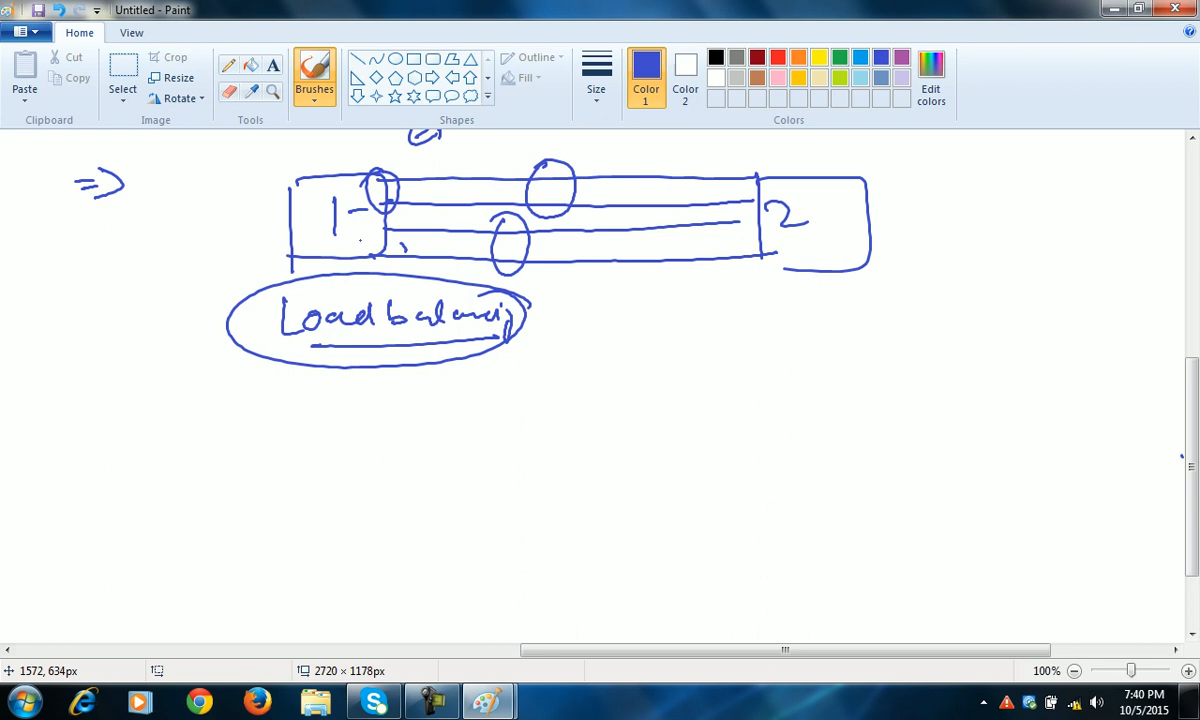 Untitled - Paint
Home
View
Paste
Cut
Copy
Clipboard
Select
Crop
Resize
Rotate
Image
Tools
Brushes
Outline
Fill
Shapes
Size
Color 1
Color 2
Edit colors
Colors
1
2
Load balancing
1572, 634px
2720 × 1178px
100%
7:40 PM
10/5/2015